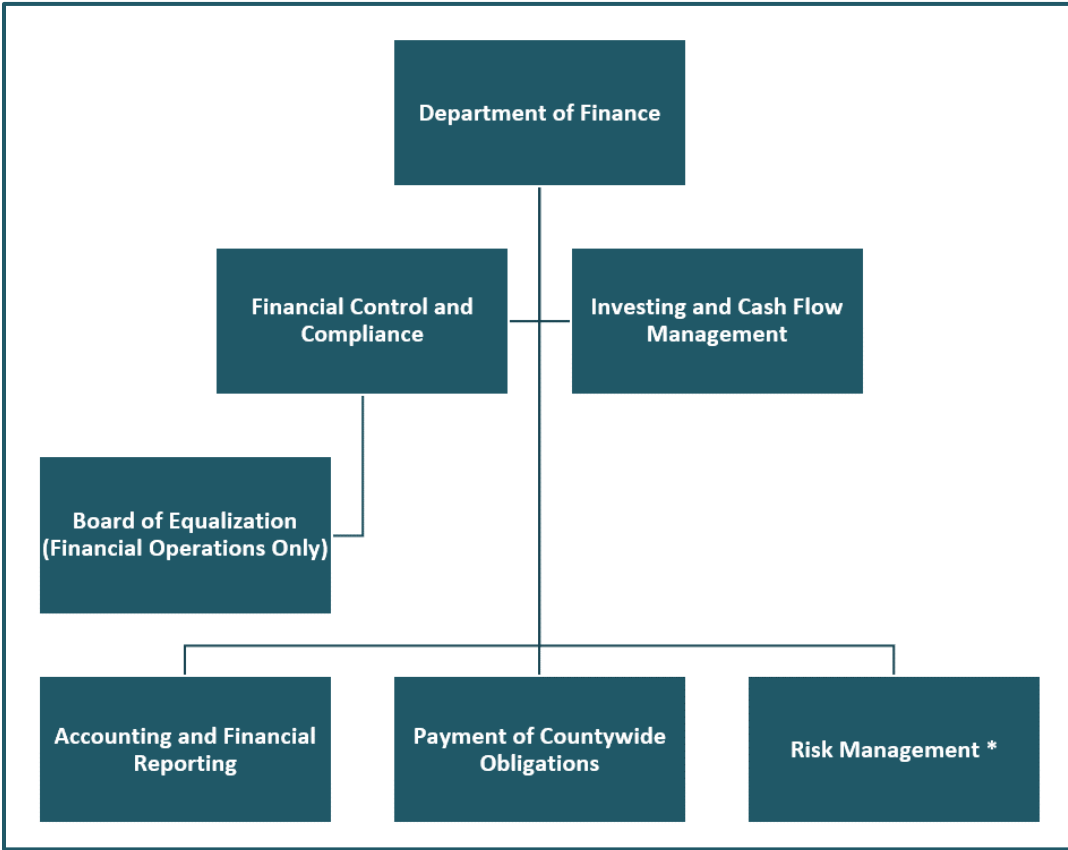 Department of Finance
Financial Control and
Compliance
Investing and Cash Flow
Management
Board of Equalization
(Financial Operations Only)
Accounting and Financial
Reporting
Payment of Countywide
Obligations
Risk Management *